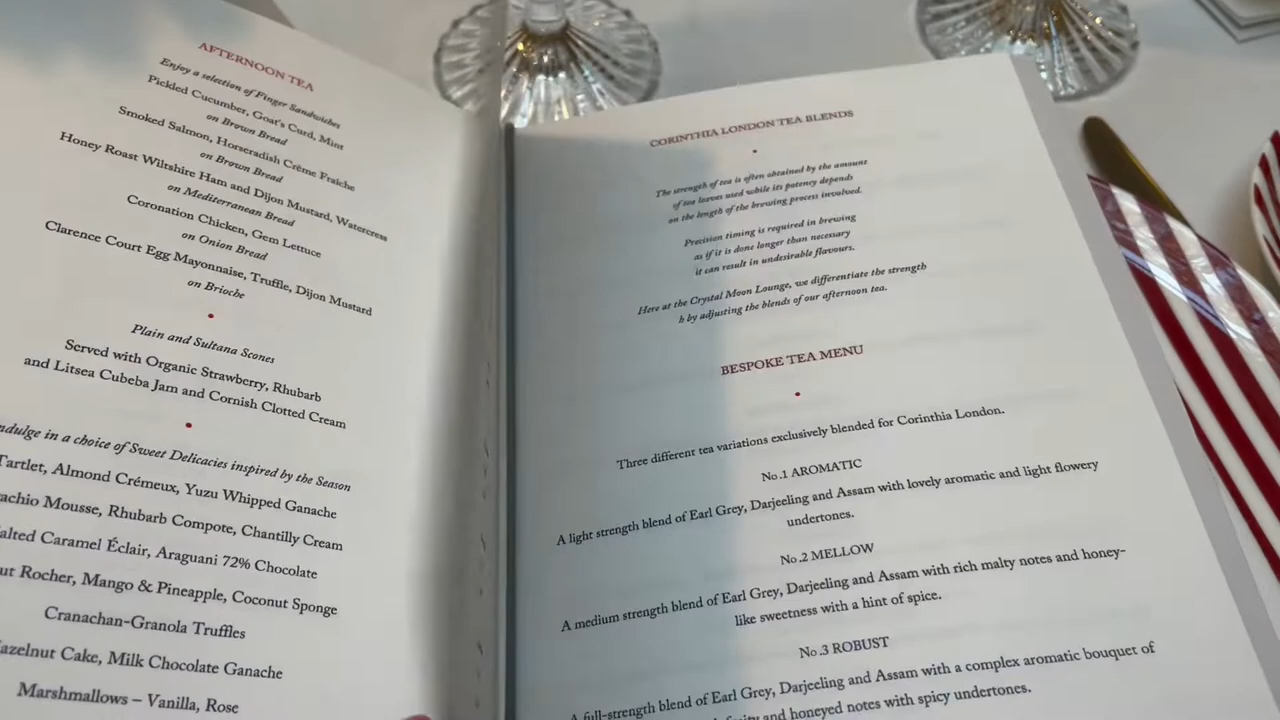 AFTERNOON TEA
Enjoy a selection of Finger Sandwiches
Pickled Cucumber, Goat's Curd, Mint
on Brown Bread
Smoked Salmon, Horseradish Crème Fraîche
on Brown Bread
Honey Roast Wiltshire Ham and Dijon Mustard, Watercress
on Mediterranean Bread
Coronation Chicken, Gem Lettuce
on Onion Bread
Clarence Court Egg Mayonnaise, Truffle, Dijon Mustard
on Brioche
Plain and Sultana Scones
Served with Organic Strawberry, Rhubarb
and Litsea Cubeba Jam and Cornish Clotted Cream
in a choice of Sweet Delicacies inspired by the Season
Tartlet, Almond Crémeux, Yuzu Whipped Ganache
Mousse, Rhubarb Compote, Chantilly Cream
Caramel Éclair, Araguani 72% Chocolate
Rocher, Mango & Pineapple, Coconut Sponge
Cranachan-Granola Truffles
Cake, Milk Chocolate Ganache
Marshmallows – Vanilla, Rose
CORINTHIA LONDON TEA BLENDS
The strength of tea is often obtained by the amount
of tea leaves used while its potency depends
on the length of the brewing process involved.
Precision timing is required in brewing
as if it is done longer than necessary
it can result in undesirable flavours.
Here at the Crystal Moon Lounge, we differentiate the strength
h by adjusting the blends of our afternoon tea.
BESPOKE TEA MENU
Three different tea variations exclusively blended for Corinthia London.
No.1 AROMATIC
A light strength blend of Earl Grey, Darjeeling and Assam with lovely aromatic and light flowery
undertones.
No.2 MELLOW
A medium strength blend of Earl Grey, Darjeeling and Assam with rich malty notes and honey-
like sweetness with a hint of spice.
No.3 ROBUST
A full-strength blend of Earl Grey, Darjeeling and Assam with a complex aromatic bouquet of
and honeyed notes with spicy undertones.